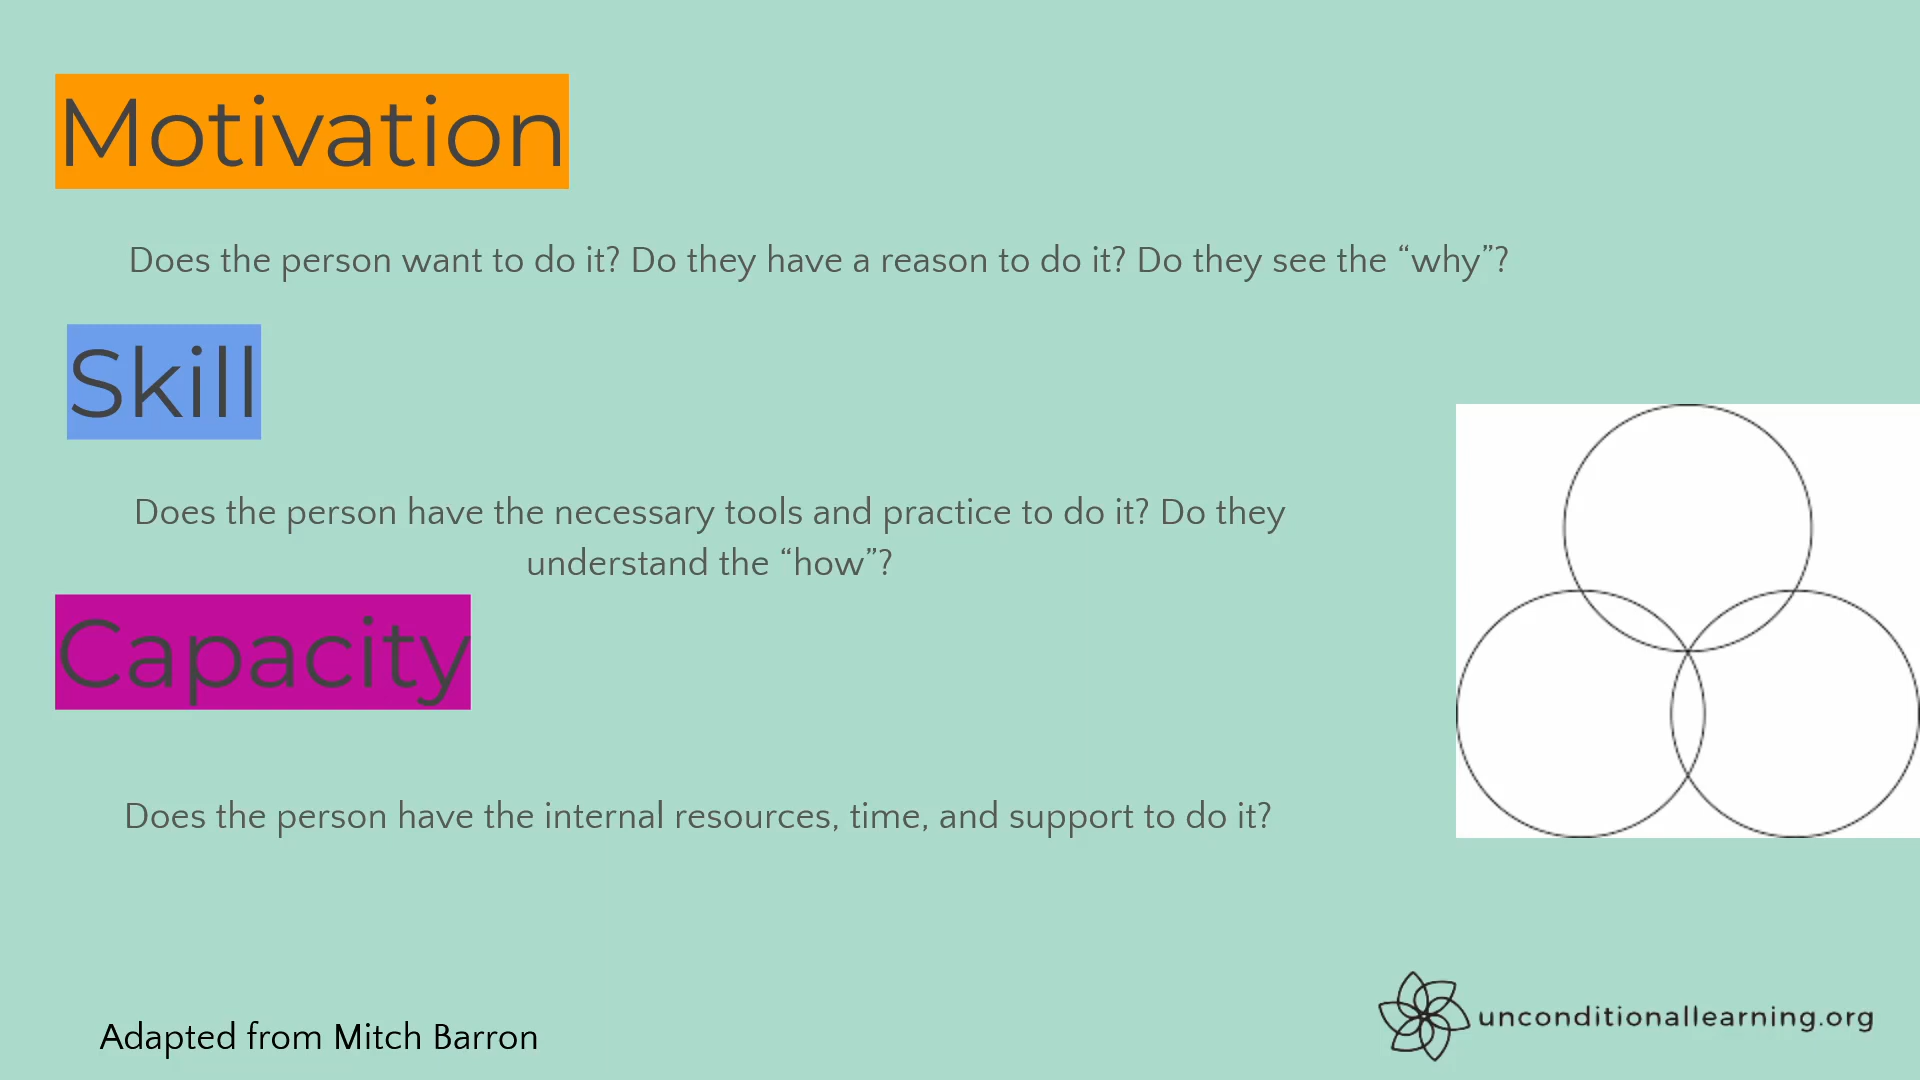 Motivation
Does the person want to do it? Do they have a reason to do it? Do they see the “why”?
Skill
Does the person have the necessary tools and practice to do it? Do they
understand the “how”?
Capacity
Does the person have the internal resources, time, and support to do it?
Adapted from Mitch Barron
unconditionallearning.org